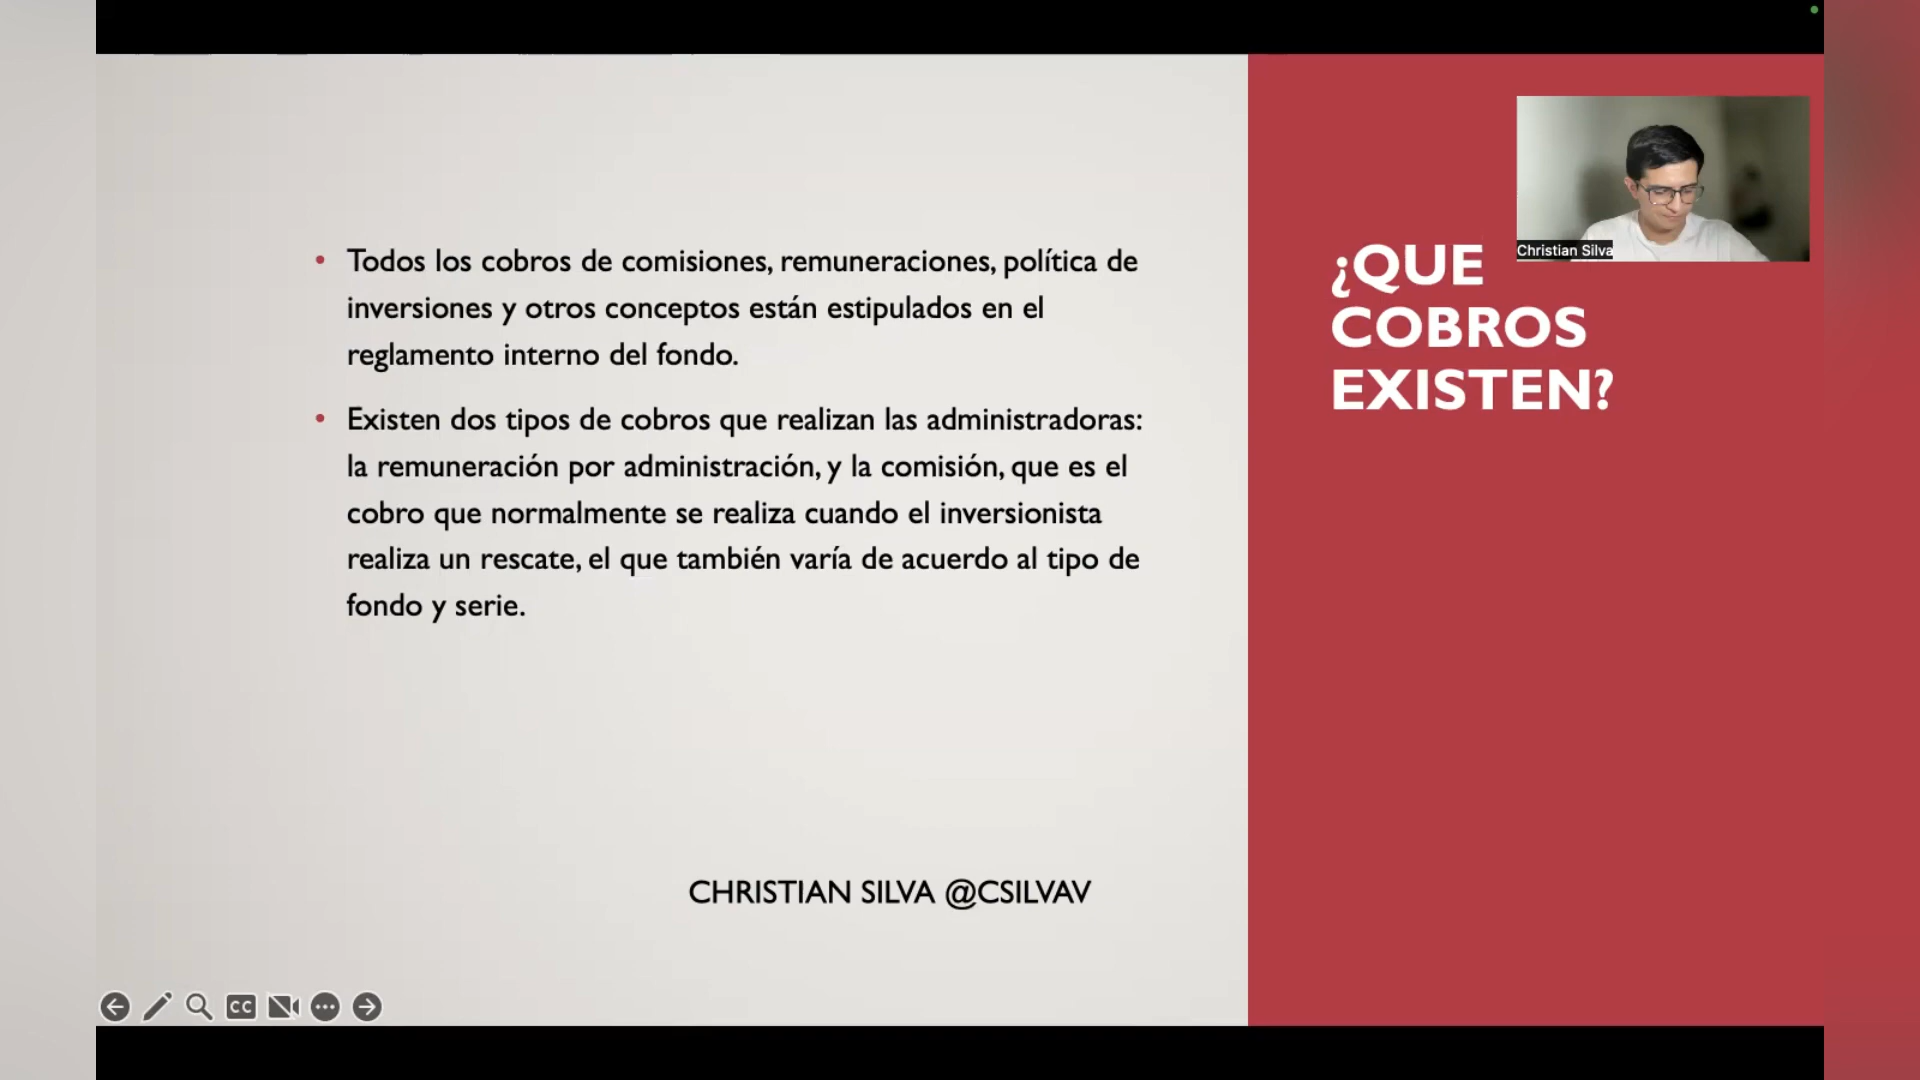 Todos los cobros de comisiones, remuneraciones, política de
inversiones y otros conceptos están estipulados en el
reglamento interno del fondo.
Existen dos tipos de cobros que realizan las administradoras:
la remuneración por administración, y la comisión, que es el
cobro que normalmente se realiza cuando el inversionista
realiza un rescate, el que también varía de acuerdo al tipo de
fondo y serie.
CHRISTIAN SILVA @CSILVAV
¿QUE
COBROS
EXISTEN?
Christian Silva
CC